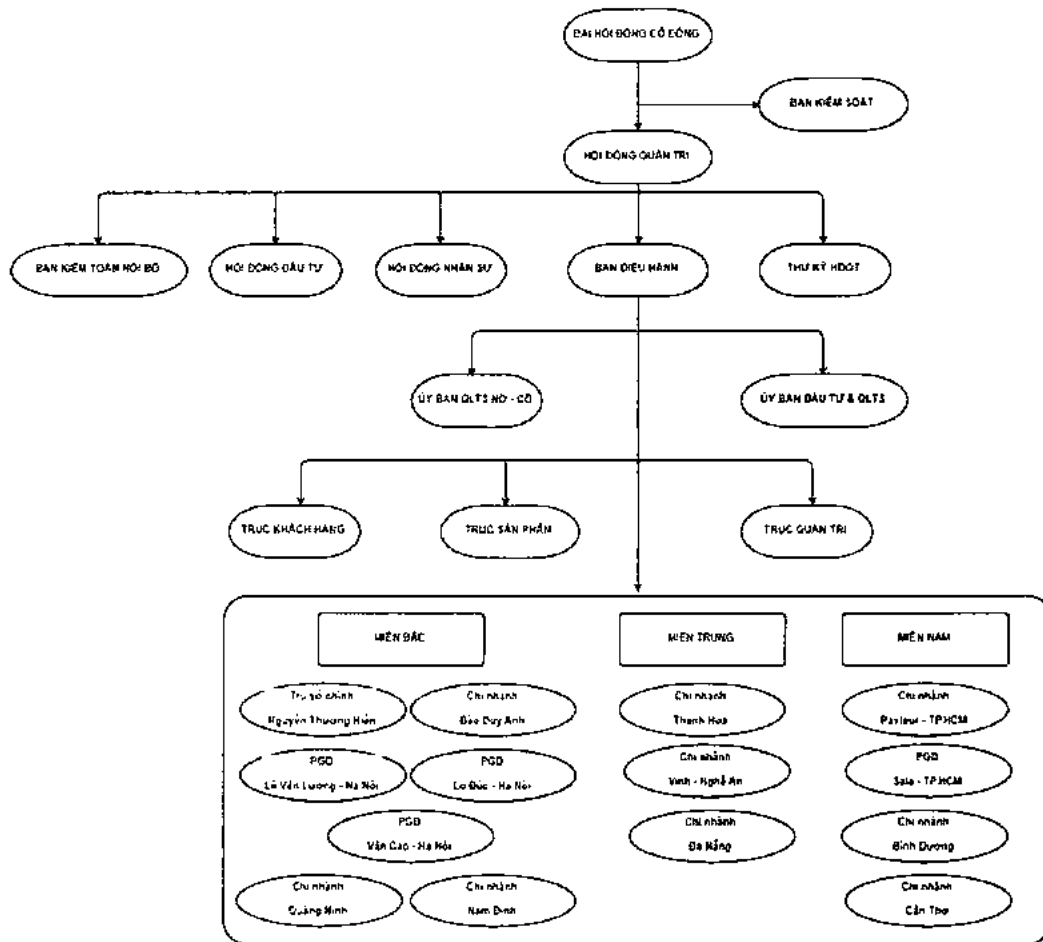 ĐẠI HỘI ĐỒNG CỔ ĐÔNG
BAN KIỂM SOÁT
HỘI ĐỒNG QUẢN TRỊ
BAN KIỂM TOÁN NỘI BỘ
HỘI ĐỒNG ĐẦU TƯ
HỘI ĐỒNG NHÂN SỰ
BAN ĐIỀU HÀNH
THƯ KÝ HĐQT
ỦY BAN QLTS NỢ - CÓ
ỦY BAN ĐẦU TƯ & QLTS
TRỤC KHÁCH HÀNG
TRỤC SẢN PHẨM
TRỤC QUẢN TRỊ
MIỀN BẮC
MIỀN TRUNG
MIỀN NAM
Trụ sở chính
Nguyễn Thượng Hiền
Chi nhánh
Đào Duy Anh
Chi nhánh
Thanh Hoá
Chi nhánh
Pasteur - TP.HCM
PGD
Lê Văn Lương - Hà Nội
PGD
Lò Đúc - Hà Nội
Chi nhánh
Vinh - Nghệ An
PGD
Sala - TP.HCM
PGD
Văn Cao - Hà Nội
Chi nhánh
Đà Nẵng
Chi nhánh
Bình Dương
Chi nhánh
Quảng Ninh
Chi nhánh
Nam Định
Chi nhánh
Cần Thơ